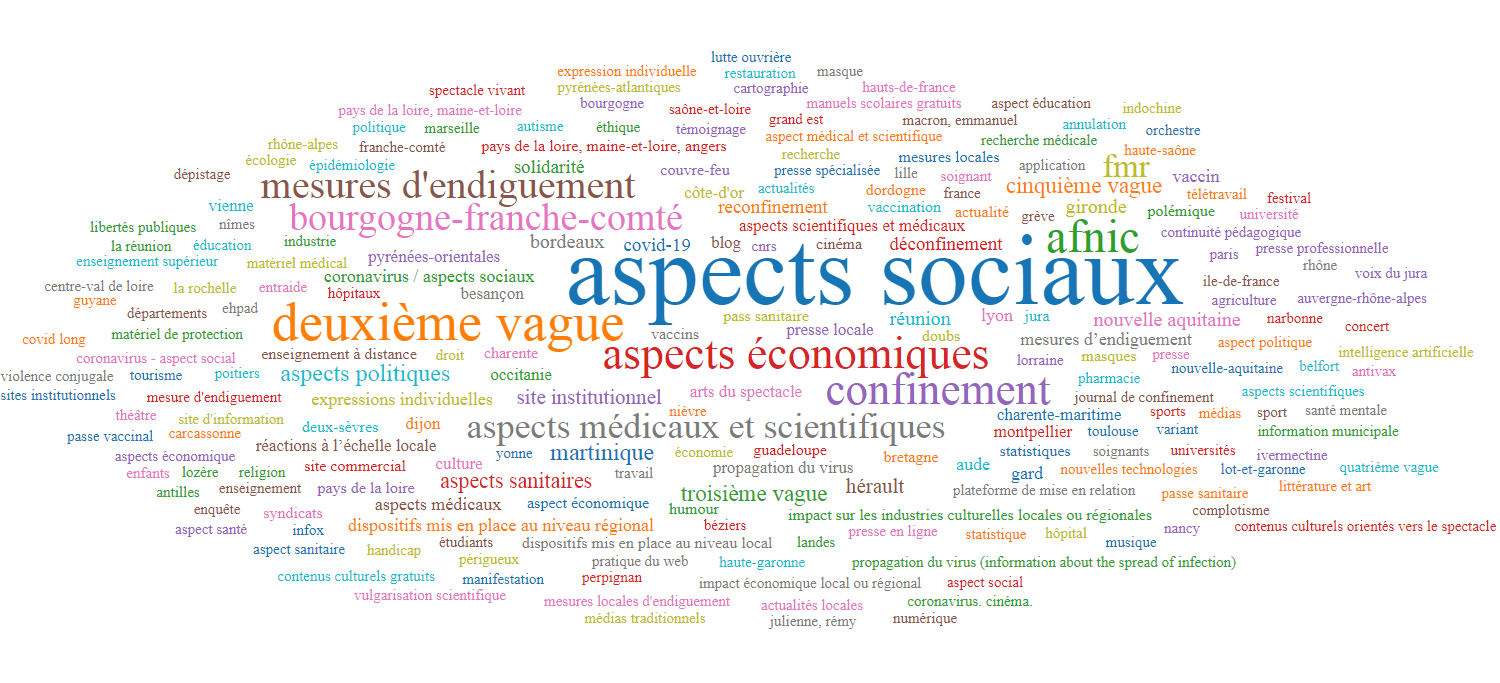 lutte ouvrière
expression individuelle
restauration
masque
spectacle vivant
pyrénées-atlantiques
cartographie
hauts-de-france
pays de la loire, maine-et-loire
bourgogne
saône-et-loire
manuels scolaires gratuits
aspect éducation
indochine
politique
marseille
autisme
éthique
témoignage
grand est
macron, emmanuel
annulation
orchestre
rhône-alpes
franche-comté
pays de la loire, maine-et-loire, angers
aspect médical et scientifique
recherche médicale
haute-saône
écologie
épidémiologie
solidarité
couvre-feu
recherche
presse spécialisée
mesures locales
lille
application
fmr
vaccin
dépistage
mesures d'endiguement
côte-d'or
actualités
dordogne
soignant
france
cinquième vague
télétravail
festival
vienne
bourgogne-franche-comté
reconfinement
vaccination
actualité
grève
gironde
polémique
université
libertés publiques
nîmes
aspects scientifiques et médicaux
continuité pédagogique
la réunion
éducation
industrie
bordeaux
covid-19
blog
cnrs
cinéma
déconfinement
afnic
paris
presse professionnelle
enseignement supérieur
matériel médical
pyrénées-orientales
aspects sociaux
rhône
voix du jura
centre-val de loire
la rochelle
entraide
coronavirus / aspects sociaux
hôpitaux
besançon
ile-de-france
agriculture
auvergne-rhône-alpes
guyane
départements
ehpad
deuxième vague
pass sanitaire
réunion
lyon
jura
nouvelle aquitaine
narbonne
concert
covid long
matériel de protection
vaccins
presse locale
doubs
mesures d’endiguement
aspect politique
coronavirus - aspect social
enseignement à distance
droit
charente
aspects économiques
lorraine
masques
presse
intelligence artificielle
violence conjugale
tourisme
poitiers
aspects politiques
occitanie
nouvelle-aquitaine
belfort
antivax
sites institutionnels
mesure d'endiguement
expressions individuelles
site institutionnel
arts du spectacle
confinement
pharmacie
journal de confinement
aspects scientifiques
théâtre
site d'information
deux-sèvres
dijon
nièvre
charente-maritime
sports
médias
sport
santé mentale
passe vaccinal
carcassonne
réactions à l’échelle locale
aspects médicaux et scientifiques
montpellier
toulouse
variant
information municipale
aspects économique
yonne
martinique
économie
guadeloupe
bretagne
statistiques
soignants
universités
ivermectine
enfants
lozère
religion
site commercial
culture
travail
propagation du virus
aude
gard
nouvelles technologies
lot-et-garonne
quatrième vague
antilles
enseignement
pays de la loire
aspects sanitaires
troisième vague
hérault
plateforme de mise en relation
passe sanitaire
littérature et art
enquête
syndicats
aspects médicaux
aspect économique
humour
impact sur les industries culturelles locales ou régionales
complotisme
aspect santé
infox
dispositifs mis en place au niveau régional
béziers
presse en ligne
statistique
hôpital
nancy
contenus culturels orientés vers le spectacle
aspect sanitaire
handicap
étudiants
dispositifs mis en place au niveau local
landes
musique
périgueux
pratique du web
haute-garonne
propagation du virus (information about the spread of infection)
contenus culturels gratuits
manifestation
perpignan
impact économique local ou régional
aspect social
vulgarisation scientifique
mesures locales d'endiguement
actualités locales
coronavirus. cinéma.
médias traditionnels
julienne, rémy
numérique